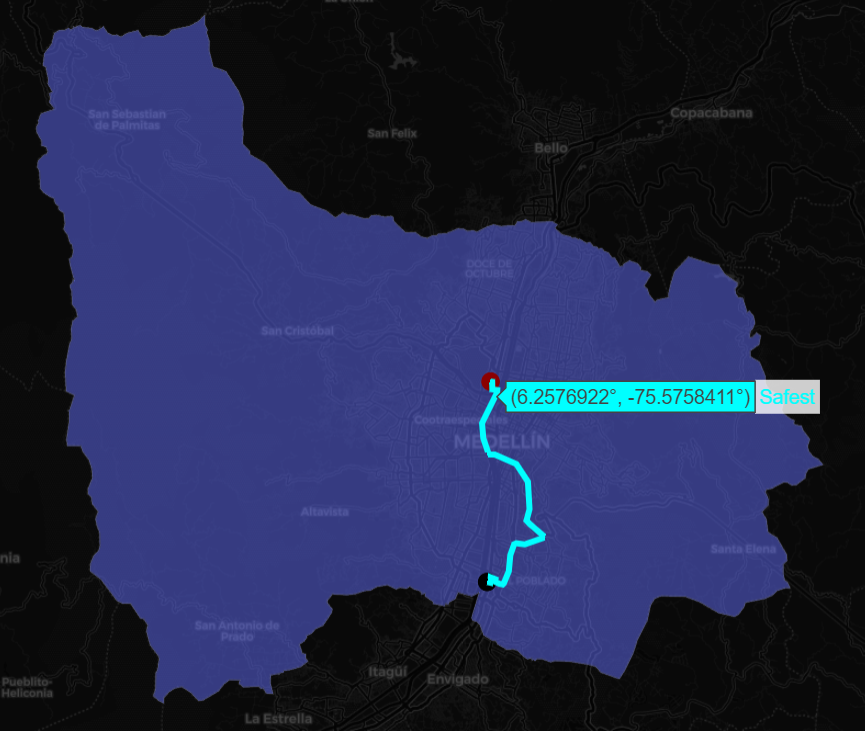 San Sebastian
de Palmitas
San Felix
Copacabana
Bello
DOCE DE
OCTUBRE
San Cristóbal
(6.2576922°, -75.5758411°) Safest
MEDELLÍN
Altavista
Santa Elena
POBLADO
San Antonio de
Prado
Itagüí
Envigado
Pueblito-
Heliconia
La Estrella